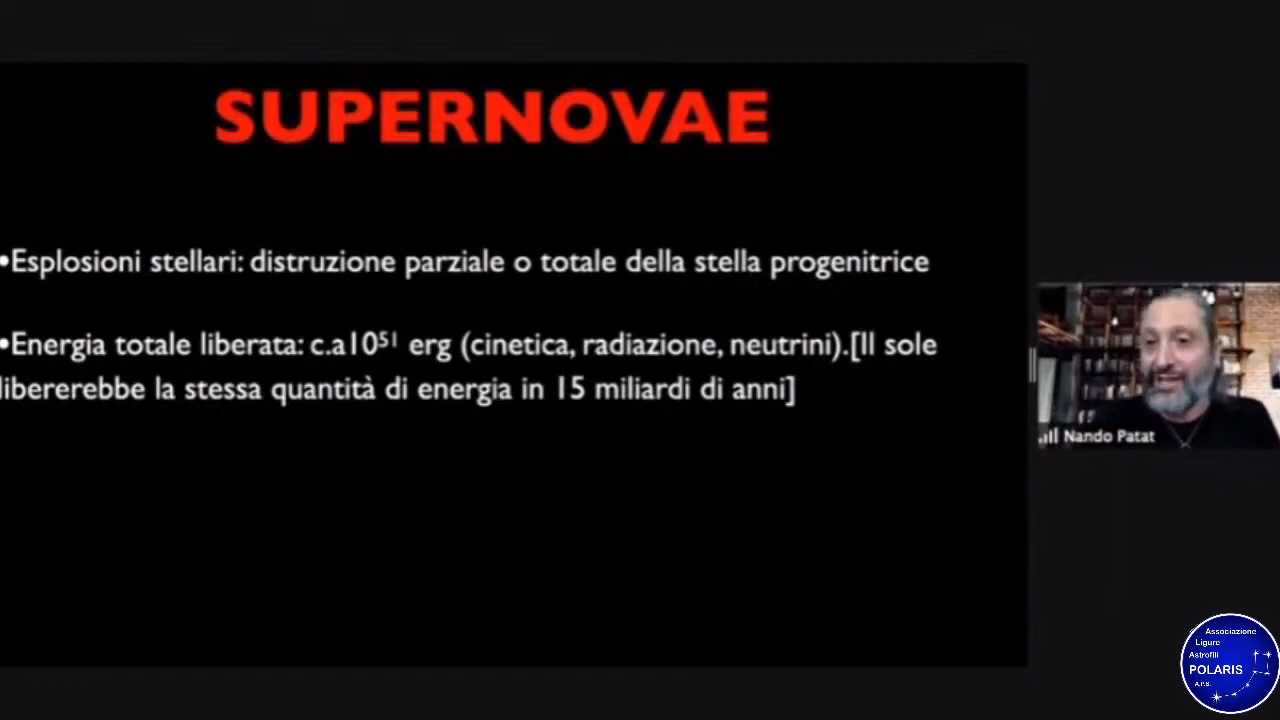 SUPERNOVAE
•Esplosioni stellari: distruzione parziale o totale della stella progenitrice
•Energia totale liberata: c.a10⁵¹ erg (cinetica, radiazione, neutrini).[Il sole
libererebbe la stessa quantità di energia in 15 miliardi di anni]
Nando Patat
Associazione
Ligure
Astrofili
POLARIS
A.P.S.